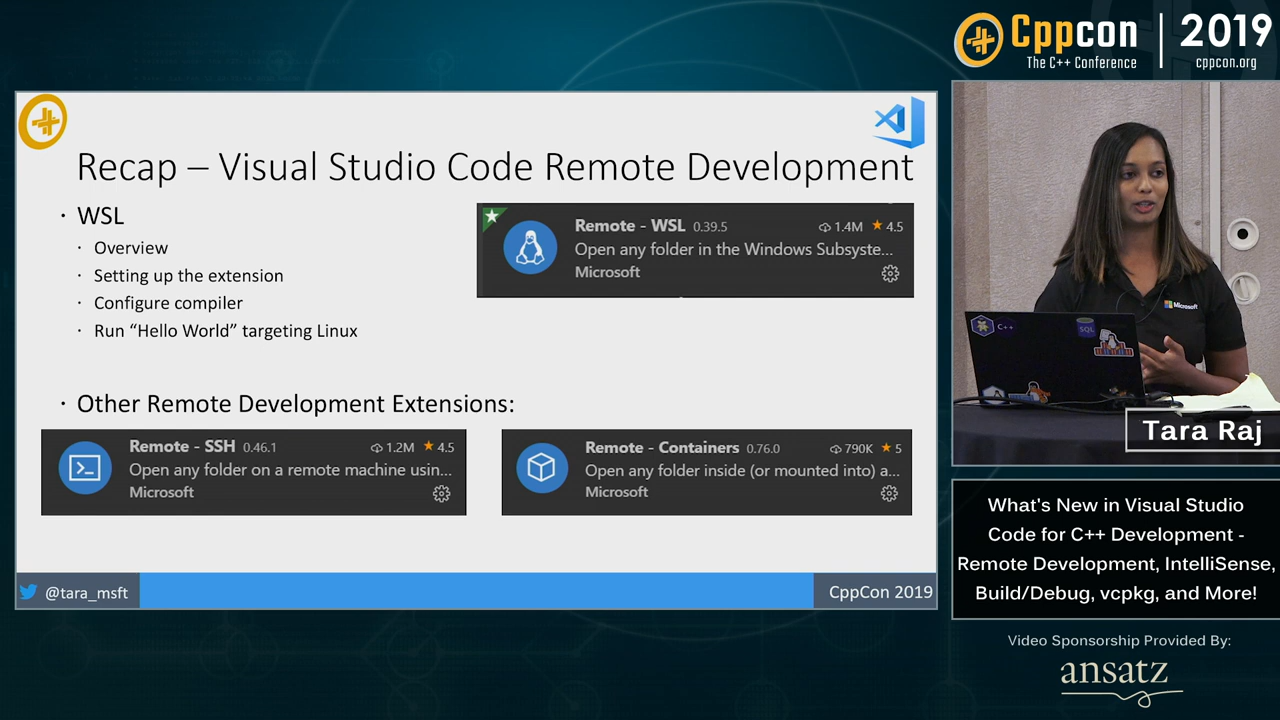 Cppcon
The C++ Conference
2019
cppcon.org
Recap – Visual Studio Code Remote Development
· WSL
· Overview
· Setting up the extension
· Configure compiler
· Run “Hello World” targeting Linux
Remote - WSL 0.39.5 1.4M ★ 4.5
Open any folder in the Windows Subsyste...
Microsoft
· Other Remote Development Extensions:
Remote - SSH 0.46.1 1.2M ★ 4.5
Open any folder on a remote machine usin...
Microsoft
Remote - Containers 0.76.0 790K ★ 5
Open any folder inside (or mounted into) a...
Microsoft
@tara_msft
CppCon 2019
Microsoft
C++
SQL
Tara Raj
What's New in Visual Studio
Code for C++ Development -
Remote Development, IntelliSense,
Build/Debug, vcpkg, and More!
Video Sponsorship Provided By:
ansatz